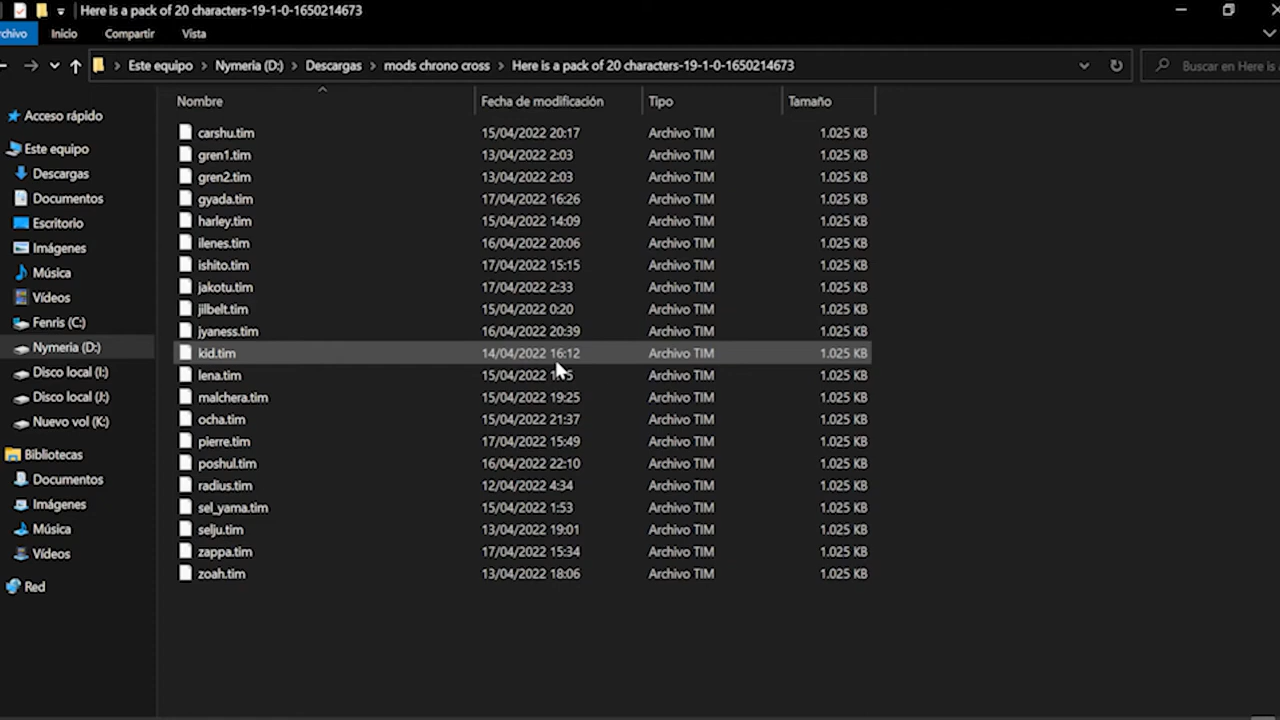 Here is a pack of 20 characters-19-1-0-1650214673
rchivo Inicio Compartir Vista
Este equipo Nymeria (D:) Descargas mods chrono cross Here is a pack of 20 characters-19-1-0-1650214673 Buscar en Here is
Nombre Fecha de modificación Tipo Tamaño
Acceso rápido
Este equipo
Descargas
Documentos
Escritorio
Imágenes
Música
Vídeos
Fenris (C:)
Nymeria (D:)
Disco local (I:)
Disco local (J:)
Nuevo vol (K:)
Bibliotecas
Documentos
Imágenes
Música
Vídeos
Red
carshu.tim 15/04/2022 20:17 Archivo TIM 1.025 KB
gren1.tim 13/04/2022 2:03 Archivo TIM 1.025 KB
gren2.tim 13/04/2022 2:03 Archivo TIM 1.025 KB
gyada.tim 17/04/2022 16:26 Archivo TIM 1.025 KB
harley.tim 15/04/2022 14:09 Archivo TIM 1.025 KB
ilenes.tim 16/04/2022 20:06 Archivo TIM 1.025 KB
ishito.tim 17/04/2022 15:15 Archivo TIM 1.025 KB
jakotu.tim 17/04/2022 2:33 Archivo TIM 1.025 KB
jilbelt.tim 15/04/2022 0:20 Archivo TIM 1.025 KB
jyaness.tim 16/04/2022 20:39 Archivo TIM 1.025 KB
kid.tim 14/04/2022 16:12 Archivo TIM 1.025 KB
lena.tim 15/04/2022 Archivo TIM 1.025 KB
malchera.tim 15/04/2022 19:25 Archivo TIM 1.025 KB
ocha.tim 15/04/2022 21:37 Archivo TIM 1.025 KB
pierre.tim 17/04/2022 15:49 Archivo TIM 1.025 KB
poshul.tim 16/04/2022 22:10 Archivo TIM 1.025 KB
radius.tim 12/04/2022 4:34 Archivo TIM 1.025 KB
sel_yama.tim 15/04/2022 1:53 Archivo TIM 1.025 KB
selju.tim 13/04/2022 19:01 Archivo TIM 1.025 KB
zappa.tim 17/04/2022 15:34 Archivo TIM 1.025 KB
zoah.tim 13/04/2022 18:06 Archivo TIM 1.025 KB